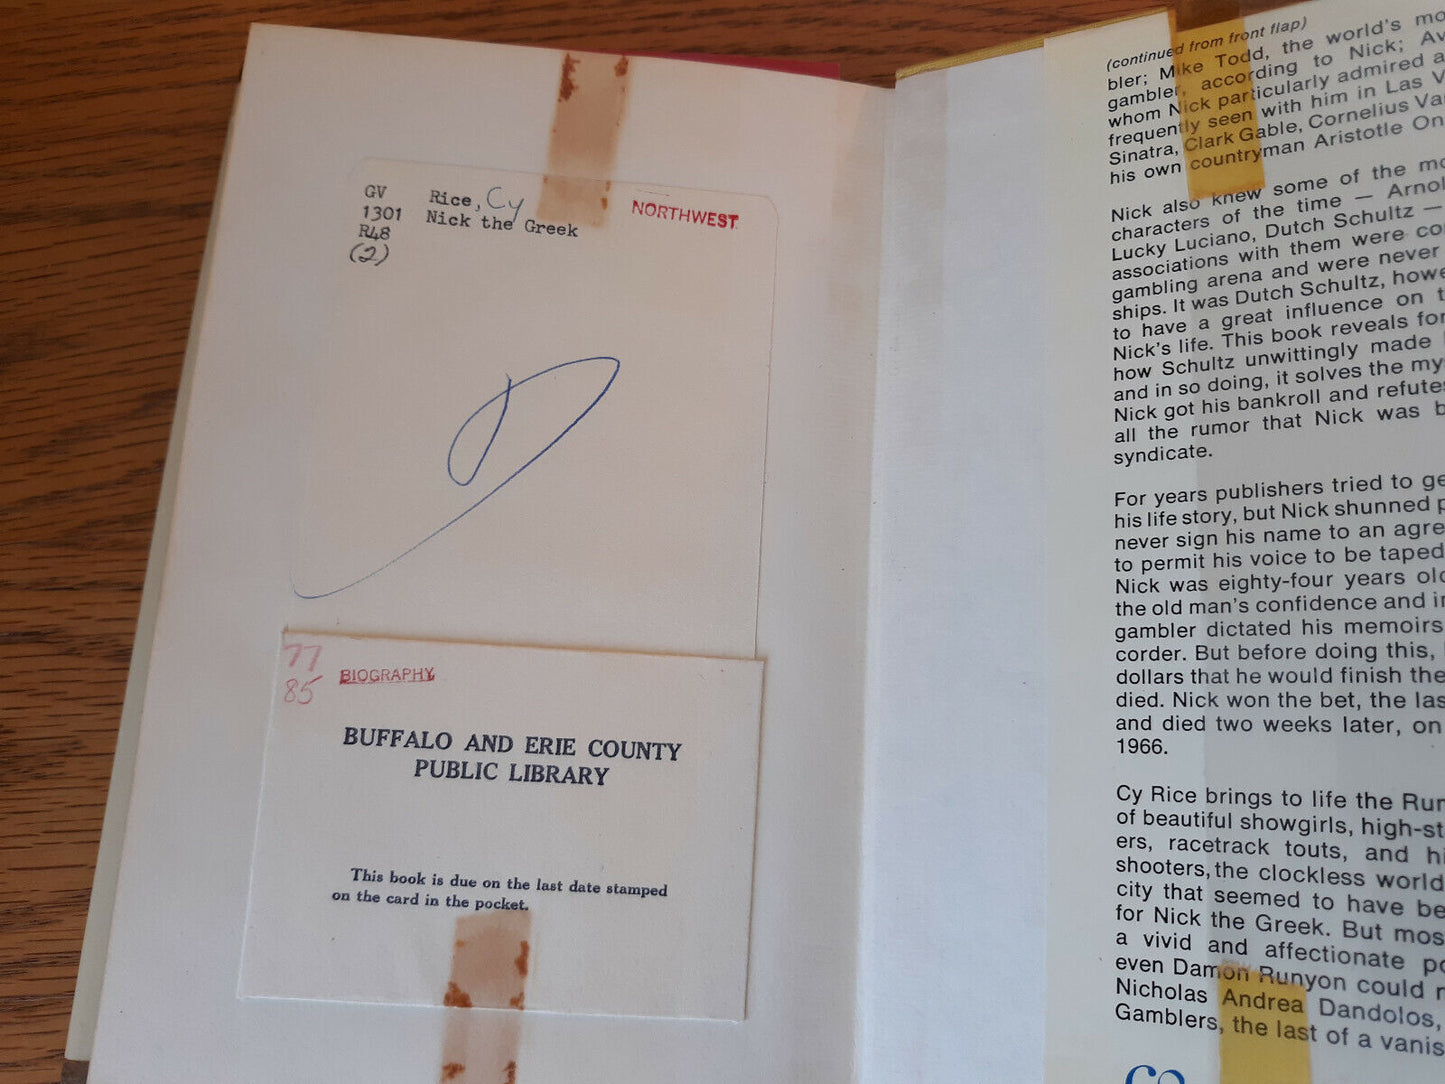 GV Rice, Cy
1301 Nick the Greek
R48
(2)
NORTHWEST
77
85
BIOGRAPHY
BUFFALO AND ERIE COUNTY
PUBLIC LIBRARY
This book is due on the last date stamped
on the card in the pocket.
(continued from front flap)
bler; Mike Todd, the world's
gambler, according to Nick;
whom Nick particularly admired
frequently seen with him in Las
Sinatra, Clark Gable, Cornelius
his own countryman Aristotle
Nick also knew some of the
characters of the time —
Lucky Luciano, Dutch Schultz —
associations with them were
gambling arena and were never
ships. It was Dutch Schultz,
to have a great influence on
Nick's life. This book reveals
how Schultz unwittingly made
and in so doing, it solves the
Nick got his bankroll and
all the rumor that Nick was
syndicate.
For years publishers tried to
his life story, but Nick shunned
never sign his name to an
to permit his voice to be taped
Nick was eighty-four years
the old man's confidence and
gambler dictated his memoirs
corder. But before doing this,
dollars that he would finish the
died. Nick won the bet, the
and died two weeks later, on
1966.
Cy Rice brings to life the
of beautiful showgirls,
ers, racetrack touts, and
shooters, the clockless world
city that seemed to have
for Nick the Greek. But
a vivid and affectionate
even Damon Runyon could
Nicholas Andrea Dandolos,
Gamblers, the last of a